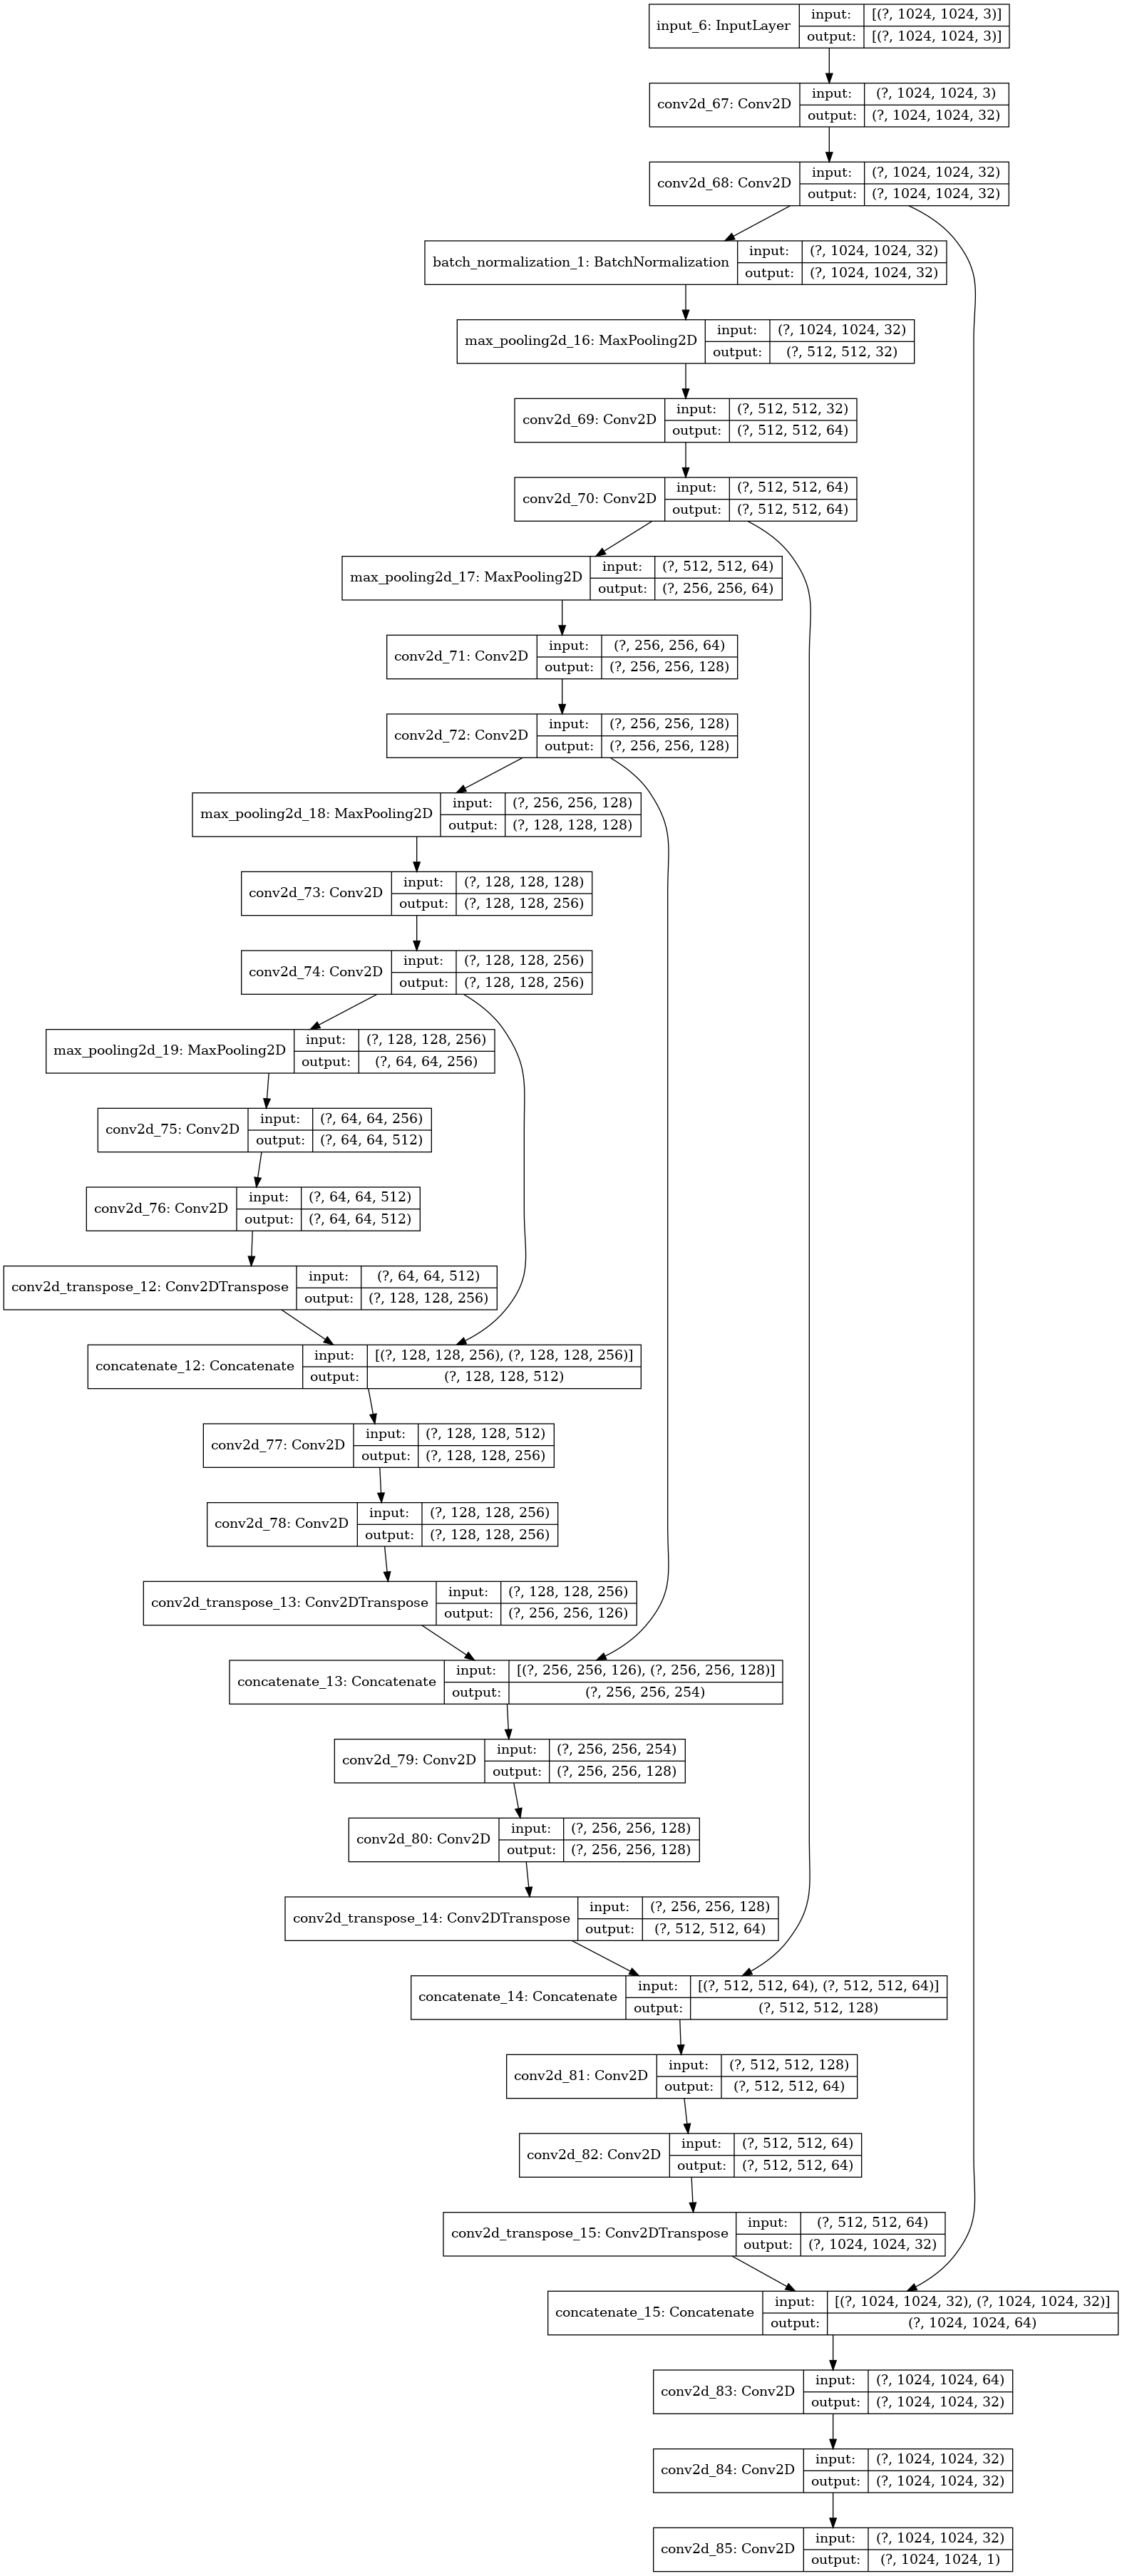 input_6: InputLayer
input: [(?, 1024, 1024, 3)]
output: [(?, 1024, 1024, 3)]
conv2d_67: Conv2D
input: (?, 1024, 1024, 3)
output: (?, 1024, 1024, 32)
conv2d_68: Conv2D
input: (?, 1024, 1024, 32)
output: (?, 1024, 1024, 32)
batch_normalization_1: BatchNormalization
input: (?, 1024, 1024, 32)
output: (?, 1024, 1024, 32)
max_pooling2d_16: MaxPooling2D
input: (?, 1024, 1024, 32)
output: (?, 512, 512, 32)
conv2d_69: Conv2D
input: (?, 512, 512, 32)
output: (?, 512, 512, 64)
conv2d_70: Conv2D
input: (?, 512, 512, 64)
output: (?, 512, 512, 64)
max_pooling2d_17: MaxPooling2D
input: (?, 512, 512, 64)
output: (?, 256, 256, 64)
conv2d_71: Conv2D
input: (?, 256, 256, 64)
output: (?, 256, 256, 128)
conv2d_72: Conv2D
input: (?, 256, 256, 128)
output: (?, 256, 256, 128)
max_pooling2d_18: MaxPooling2D
input: (?, 256, 256, 128)
output: (?, 128, 128, 128)
conv2d_73: Conv2D
input: (?, 128, 128, 128)
output: (?, 128, 128, 256)
conv2d_74: Conv2D
input: (?, 128, 128, 256)
output: (?, 128, 128, 256)
max_pooling2d_19: MaxPooling2D
input: (?, 128, 128, 256)
output: (?, 64, 64, 256)
conv2d_75: Conv2D
input: (?, 64, 64, 256)
output: (?, 64, 64, 512)
conv2d_76: Conv2D
input: (?, 64, 64, 512)
output: (?, 64, 64, 512)
conv2d_transpose_12: Conv2DTranspose
input: (?, 64, 64, 512)
output: (?, 128, 128, 256)
concatenate_12: Concatenate
input: [(?, 128, 128, 256), (?, 128, 128, 256)]
output: (?, 128, 128, 512)
conv2d_77: Conv2D
input: (?, 128, 128, 512)
output: (?, 128, 128, 256)
conv2d_78: Conv2D
input: (?, 128, 128, 256)
output: (?, 128, 128, 256)
conv2d_transpose_13: Conv2DTranspose
input: (?, 128, 128, 256)
output: (?, 256, 256, 126)
concatenate_13: Concatenate
input: [(?, 256, 256, 126), (?, 256, 256, 128)]
output: (?, 256, 256, 254)
conv2d_79: Conv2D
input: (?, 256, 256, 254)
output: (?, 256, 256, 128)
conv2d_80: Conv2D
input: (?, 256, 256, 128)
output: (?, 256, 256, 128)
conv2d_transpose_14: Conv2DTranspose
input: (?, 256, 256, 128)
output: (?, 512, 512, 64)
concatenate_14: Concatenate
input: [(?, 512, 512, 64), (?, 512, 512, 64)]
output: (?, 512, 512, 128)
conv2d_81: Conv2D
input: (?, 512, 512, 128)
output: (?, 512, 512, 64)
conv2d_82: Conv2D
input: (?, 512, 512, 64)
output: (?, 512, 512, 64)
conv2d_transpose_15: Conv2DTranspose
input: (?, 512, 512, 64)
output: (?, 1024, 1024, 32)
concatenate_15: Concatenate
input: [(?, 1024, 1024, 32), (?, 1024, 1024, 32)]
output: (?, 1024, 1024, 64)
conv2d_83: Conv2D
input: (?, 1024, 1024, 64)
output: (?, 1024, 1024, 32)
conv2d_84: Conv2D
input: (?, 1024, 1024, 32)
output: (?, 1024, 1024, 32)
conv2d_85: Conv2D
input: (?, 1024, 1024, 32)
output: (?, 1024, 1024, 1)